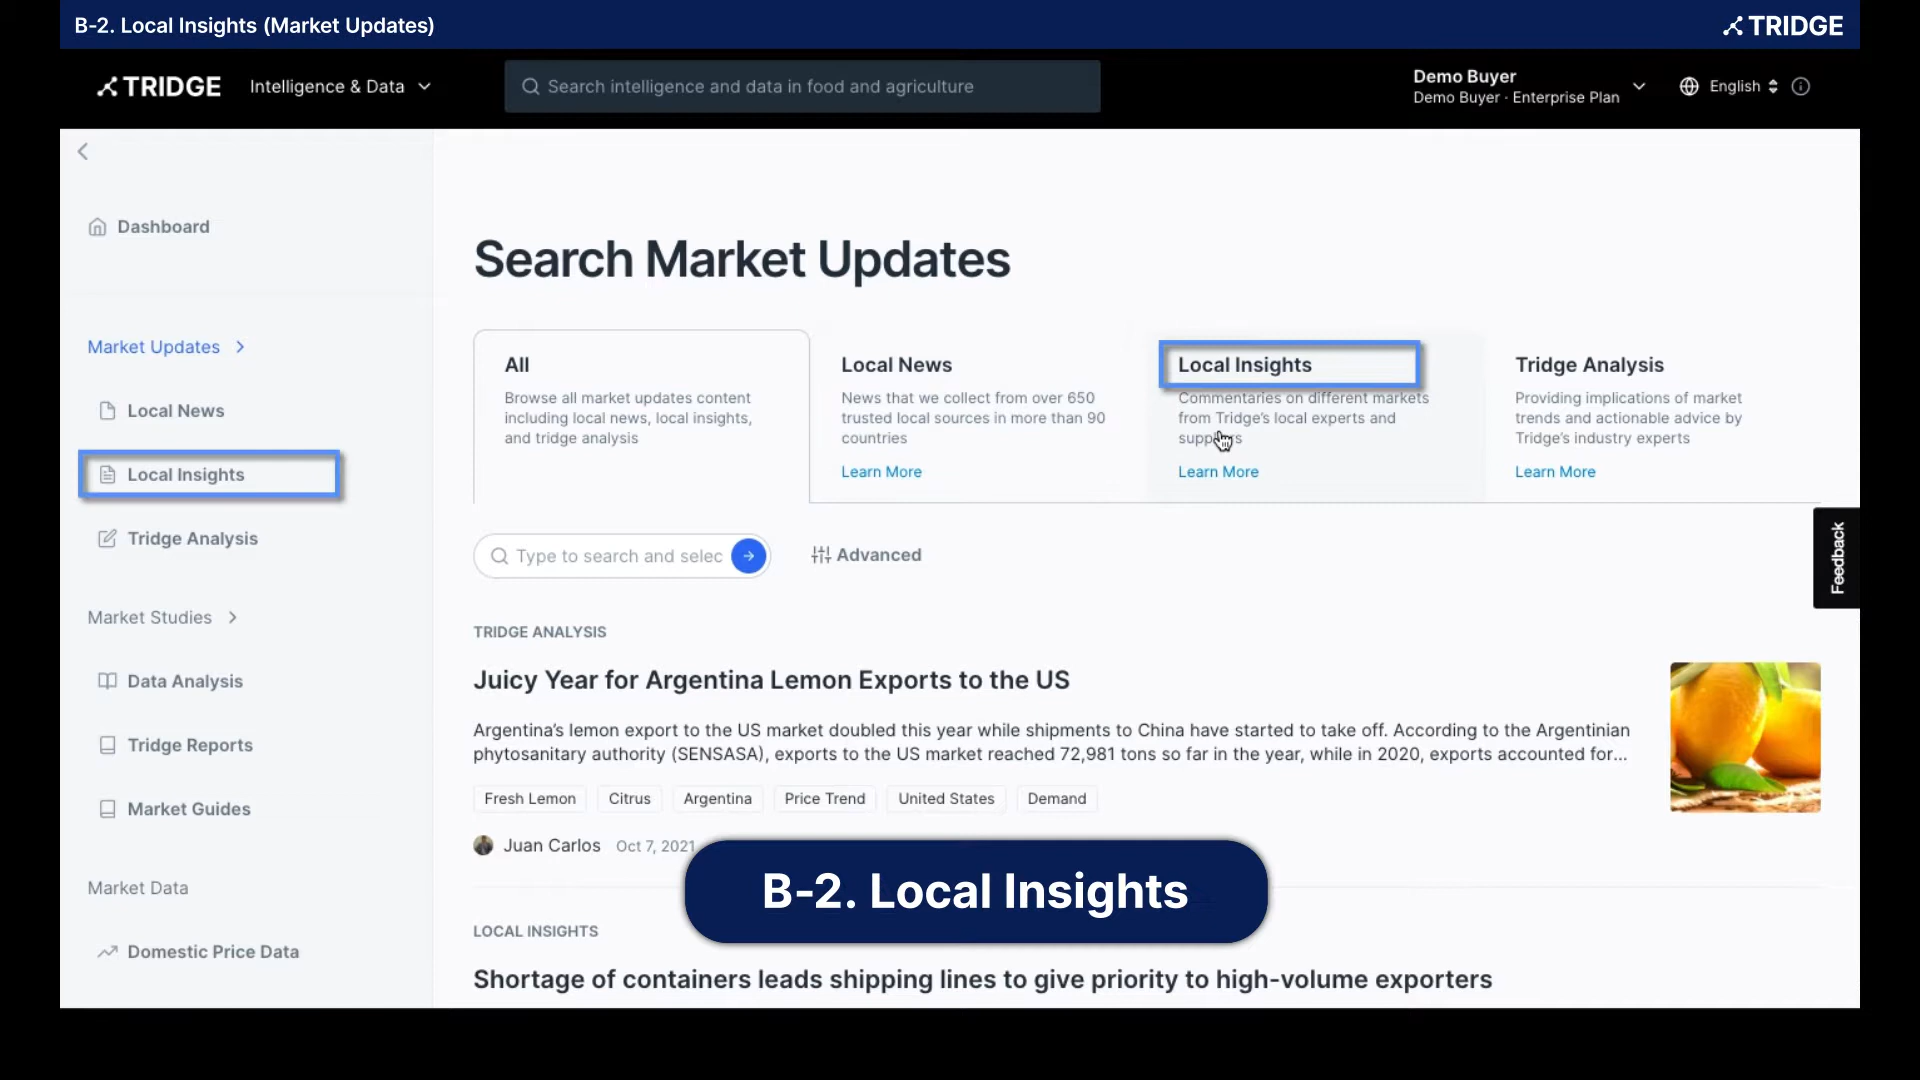 B-2. Local Insights (Market Updates)
TRIDGE
TRIDGE
Intelligence & Data
Search intelligence and data in food and agriculture
Demo Buyer
Demo Buyer · Enterprise Plan
English
Dashboard
Market Updates
Local News
Local Insights
Tridge Analysis
Market Studies
Data Analysis
Tridge Reports
Market Guides
Market Data
Domestic Price Data
Search Market Updates
All
Browse all market updates content
including local news, local insights,
and tridge analysis
Local News
News that we collect from over 650
trusted local sources in more than 90
countries
Learn More
Local Insights
Commentaries on different markets
from Tridge's local experts and
suppliers
Learn More
Tridge Analysis
Providing implications of market
trends and actionable advice by
Tridge's industry experts
Learn More
Type to search and selec
Advanced
Feedback
TRIDGE ANALYSIS
Juicy Year for Argentina Lemon Exports to the US
Argentina's lemon export to the US market doubled this year while shipments to China have started to take off. According to the Argentinian
phytosanitary authority (SENSASA), exports to the US market reached 72,981 tons so far in the year, while in 2020, exports accounted for...
Fresh Lemon
Citrus
Argentina
Price Trend
United States
Demand
Juan Carlos Oct 7, 2021
B-2. Local Insights
LOCAL INSIGHTS
Shortage of containers leads shipping lines to give priority to high-volume exporters